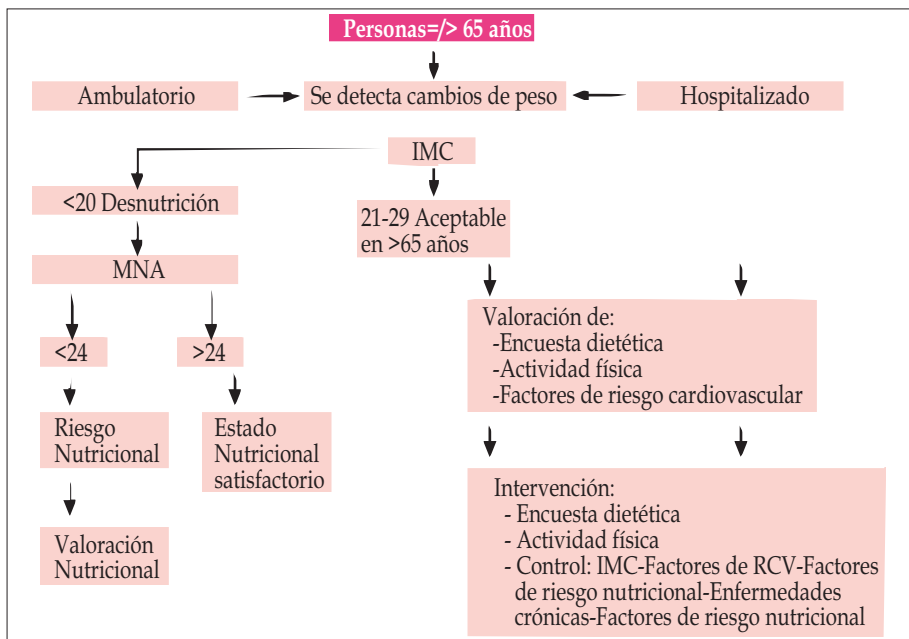 Personas=/> 65 años
Ambulatorio
Se detecta cambios de peso
Hospitalizado
IMC
<20 Desnutrición
21-29 Aceptable
en >65 años
MNA
<24
>24
Valoración de:
-Encuesta dietética
-Actividad física
-Factores de riesgo cardiovascular
Riesgo
Nutricional
Estado
Nutricional
satisfactorio
Valoración
Nutricional
Intervención:
- Encuesta dietética
- Actividad física
- Control: IMC-Factores de RCV-Factores
de riesgo nutricional-Enfermedades
crónicas-Factores de riesgo nutricional